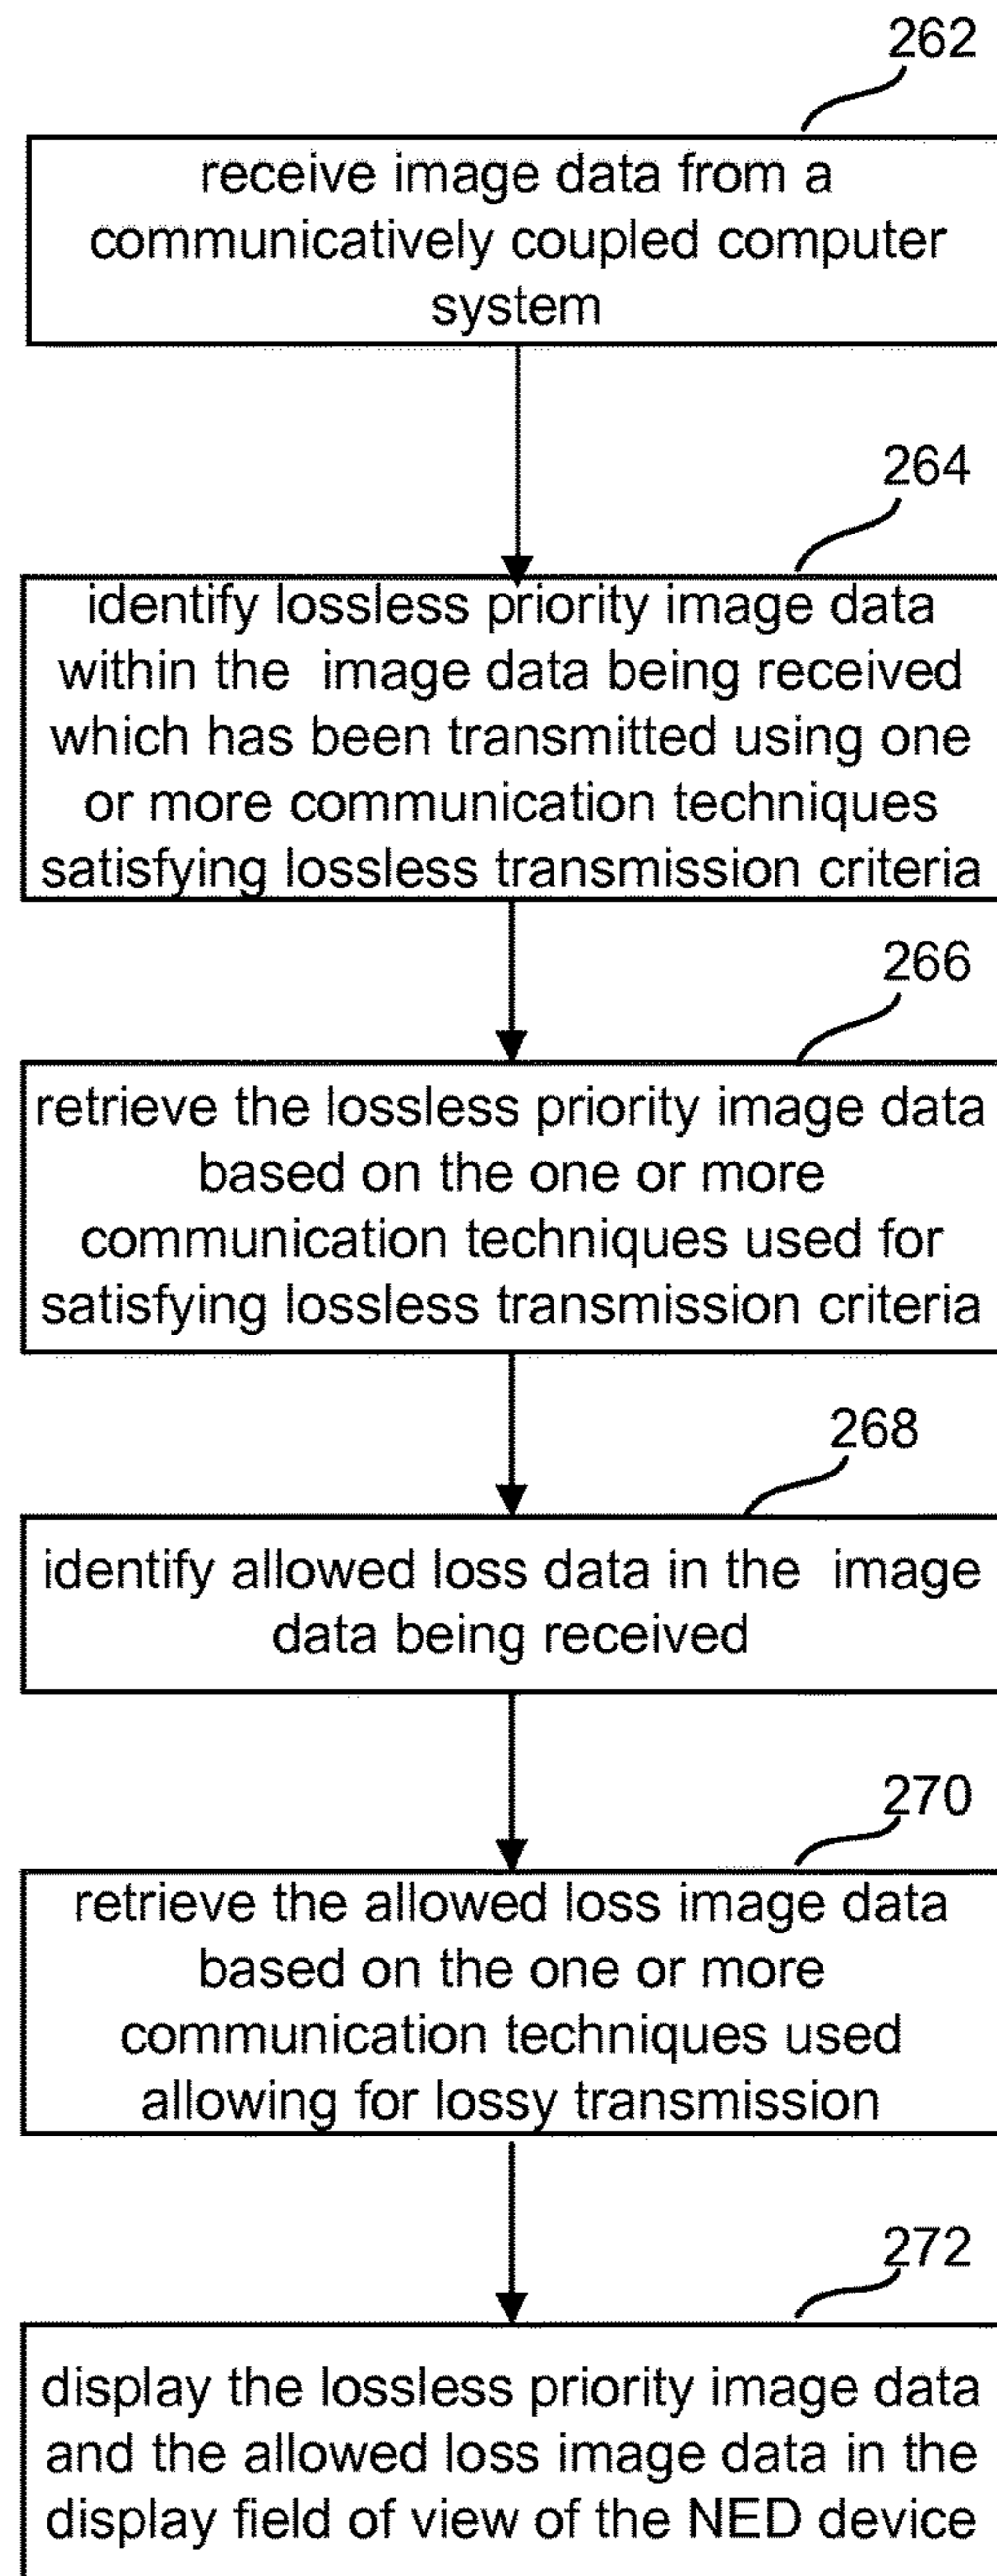 262
receive image data from a
communicatively coupled computer
system
264
identify lossless priority image data
within the image data being received
which has been transmitted using one
or more communication techniques
satisfying lossless transmission criteria
266
retrieve the lossless priority image data
based on the one or more
communication techniques used for
satisfying lossless transmission criteria
268
identify allowed loss data in the image
data being received
270
retrieve the allowed loss image data
based on the one or more
communication techniques used
allowing for lossy transmission
272
display the lossless priority image data
and the allowed loss image data in the
display field of view of the NED device